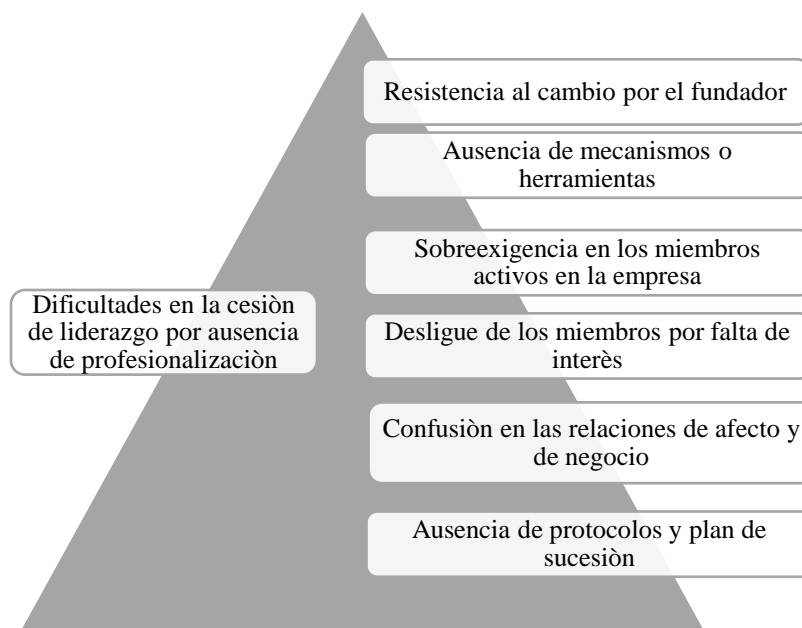 Resistencia al cambio por el fundador
Ausencia de mecanismos o
herramientas
Sobreexigencia en los miembros
activos en la empresa
Dificultades en la cesiòn
de liderazgo por ausencia
de profesionalizaciòn
Desligue de los miembros por falta de
interès
Confusiòn en las relaciones de afecto y
de negocio
Ausencia de protocolos y plan de
sucesiòn